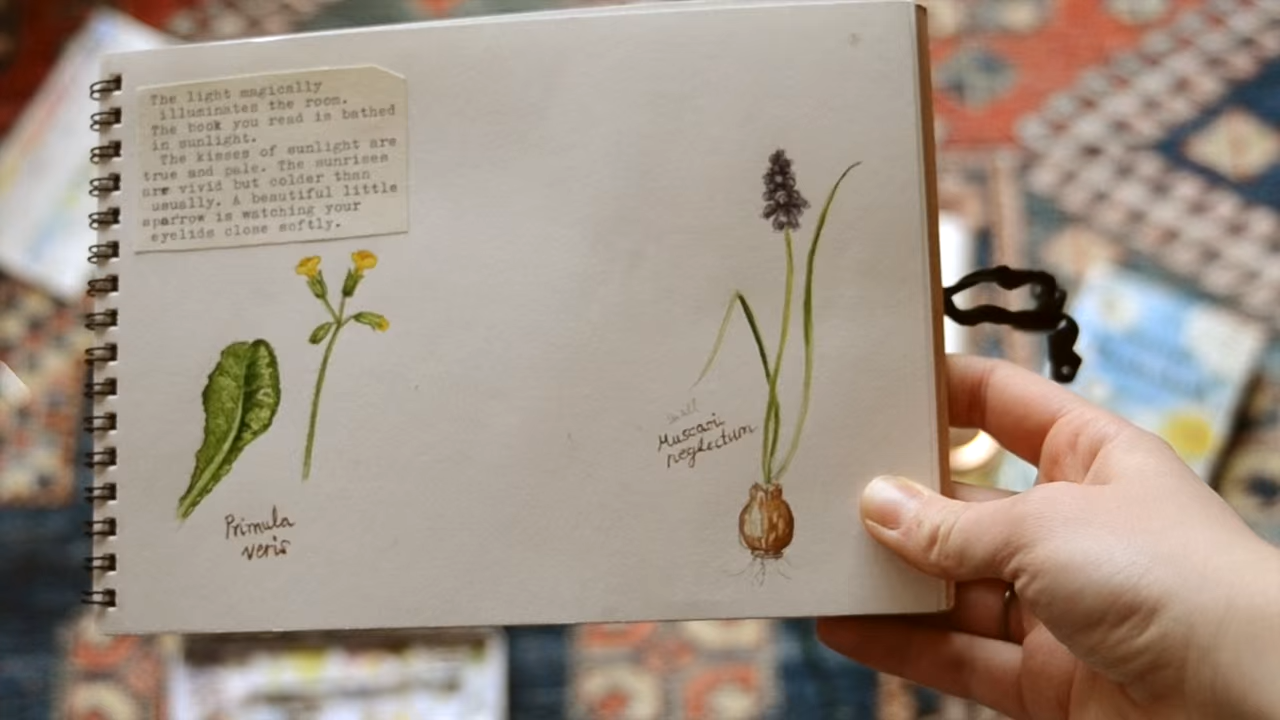 The light magically
illuminates the room.
The book you read is bathed
in sunlight.
The kisses of sunlight are
true and pale. The sunrises
are vivid but colder than
usually. A beautiful little
sparrow is watching your
eyelids close softly.
Primula
veris
small
Muscari
neglectum